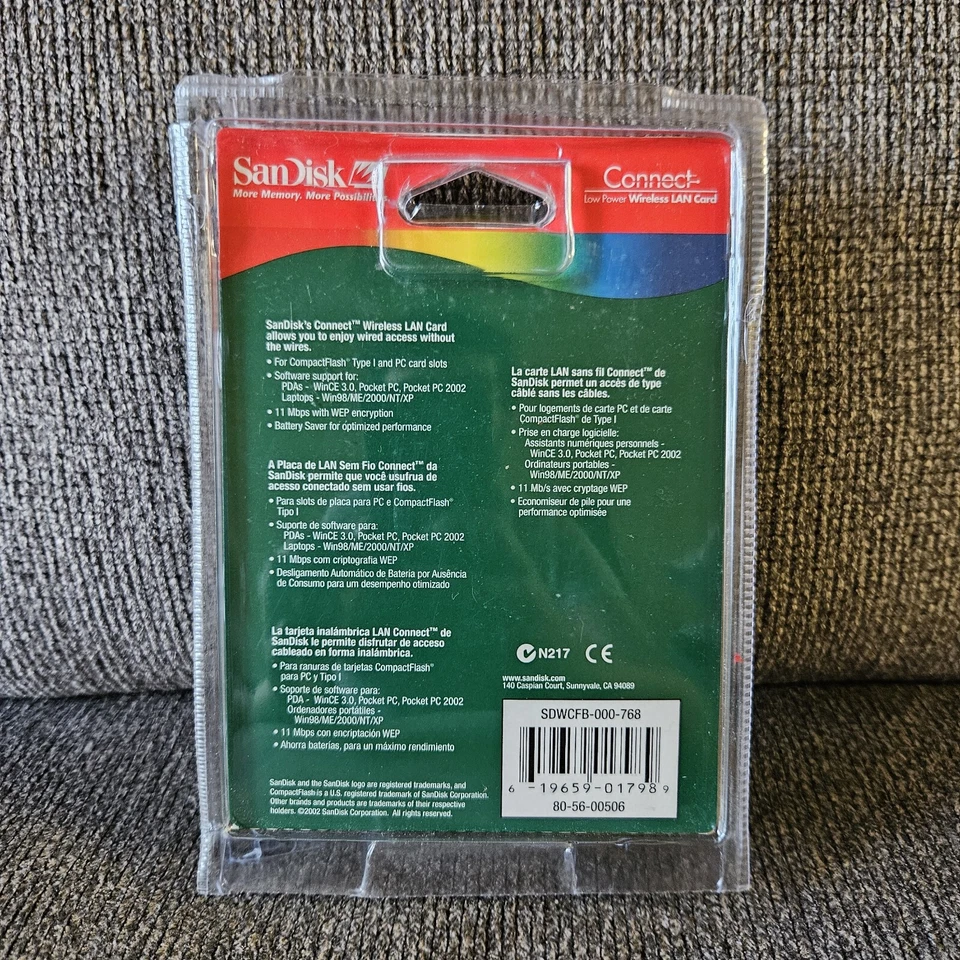 SanDisk
More Memory. More Possibili
Connect
Low Power Wireless LAN Card
SanDisk's Connect™ Wireless LAN Card
allows you to enjoy wired access without
the wires.
• For CompactFlash® Type I and PC card slots
• Software support for:
PDAs - WinCE 3.0, Pocket PC, Pocket PC 2002
Laptops - Win98/ME/2000/NT/XP
• 11 Mbps with WEP encryption
• Battery Saver for optimized performance
A Placa de LAN Sem Fio Connect™ da
SanDisk permite que você usufrua de
acesso conectado sem usar fios.
• Para slots de placa para PC e CompactFlash®
Tipo I
• Suporte de software para:
PDAs - WinCE 3.0, Pocket PC, Pocket PC 2002
Laptops - Win98/ME/2000/NT/XP
• 11 Mbps com criptografia WEP
• Desligamento Automático de Bateria por Ausência
de Consumo para um desempenho otimizado
La tarjeta inalámbrica LAN Connect™ de
SanDisk le permite disfrutar de acceso
cableado en forma inalámbrica.
• Para ranuras de tarjetas CompactFlash®
para PC y Tipo I
• Soporte de software para:
PDA - WinCE 3.0, Pocket PC, Pocket PC 2002
Ordenadores portátiles -
Win98/ME/2000/NT/XP
• 11 Mbps con encriptación WEP
• Ahorra baterías, para un máximo rendimiento
SanDisk and the SanDisk logo are registered trademarks, and
CompactFlash is a U.S. registered trademark of SanDisk Corporation.
Other brands and products are trademarks of their respective
holders. ©2002 SanDisk Corporation. All rights reserved.
La carte LAN sans fil Connect™ de
SanDisk permet un accès de type
câblé sans les câbles.
• Pour logements de carte PC et de carte
CompactFlash® de Type I
• Prise en charge logicielle:
Assistants numériques personnels -
WinCE 3.0, Pocket PC, Pocket PC 2002
Ordinateurs portables -
Win98/ME/2000/NT/XP
• 11 Mb/s avec cryptage WEP
• Economiseur de pile pour une
performance optimisée
N217 CE
www.sandisk.com
140 Caspian Court, Sunnyvale, CA 94089
SDWCFB-000-768
6 -19659-01798 9
80-56-00506